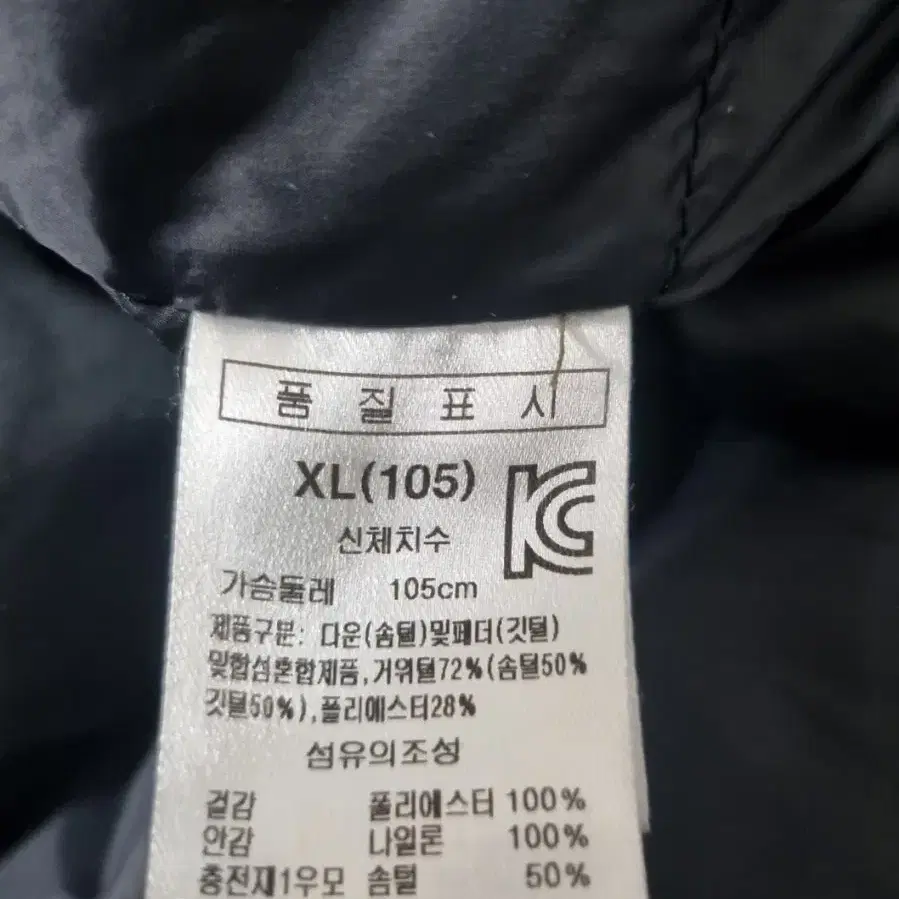 품 질 표 시
XL(105)
KC
신체치수
가슴둘레 105cm
제품구분: 다운(솜털)및페더(깃털)
및합섬혼합제품,거위털72%(솜털50%
깃털50%),폴리에스터28%
섬유의조성
겉감 폴리에스터 100%
안감 나일론 100%
충전재1우모 솜털 50%